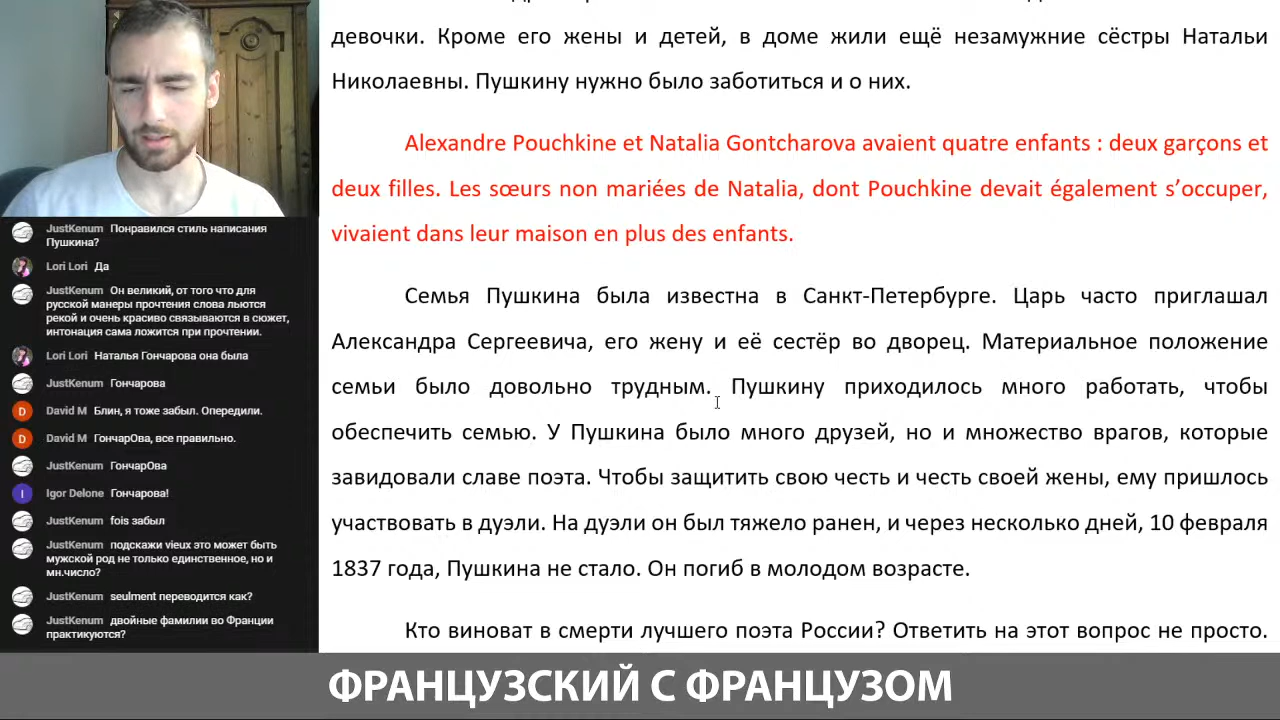 девочки. Кроме его жены и детей, в доме жили ещё незамужние сёстры Натальи
Николаевны. Пушкину нужно было заботиться и о них.
Alexandre Pouchkine et Natalia Gontcharova avaient quatre enfants : deux garçons et
deux filles. Les sœurs non mariées de Natalia, dont Pouchkine devait également s’occuper,
vivaient dans leur maison en plus des enfants.
Семья Пушкина была известна в Санкт-Петербурге. Царь часто приглашал
Александра Сергеевича, его жену и её сестёр во дворец. Материальное положение
семьи было довольно трудным. Пушкину приходилось много работать, чтобы
обеспечить семью. У Пушкина было много друзей, но и множество врагов, которые
завидовали славе поэта. Чтобы защитить свою честь и честь своей жены, ему пришлось
участвовать в дуэли. На дуэли он был тяжело ранен, и через несколько дней, 10 февраля
1837 года, Пушкина не стало. Он погиб в молодом возрасте.
Кто виноват в смерти лучшего поэта России? Ответить на этот вопрос не просто.
JustKenum Понравился стиль написания
Пушкина?
Lori Lori Да
JustKenum Он великий, от того что для
русской манеры прочтения слова льются
рекой и очень красиво связываются в сюжет,
интонация сама ложится при прочтении.
Lori Lori Наталья Гончарова она была
JustKenum Гончарова
D David M Блин, я тоже забыл. Опередили.
D David M ГончарОва, все правильно.
JustKenum ГончарОва
I Igor Delone Гончарова!
JustKenum fois забыл
JustKenum подскажи vieux это может быть
мужской род не только единственное, но и
мн.число?
JustKenum seulment переводится как?
JustKenum двойные фамилии во Франции
практикуются?
ФРАНЦУЗСКИЙ С ФРАНЦУЗОМ